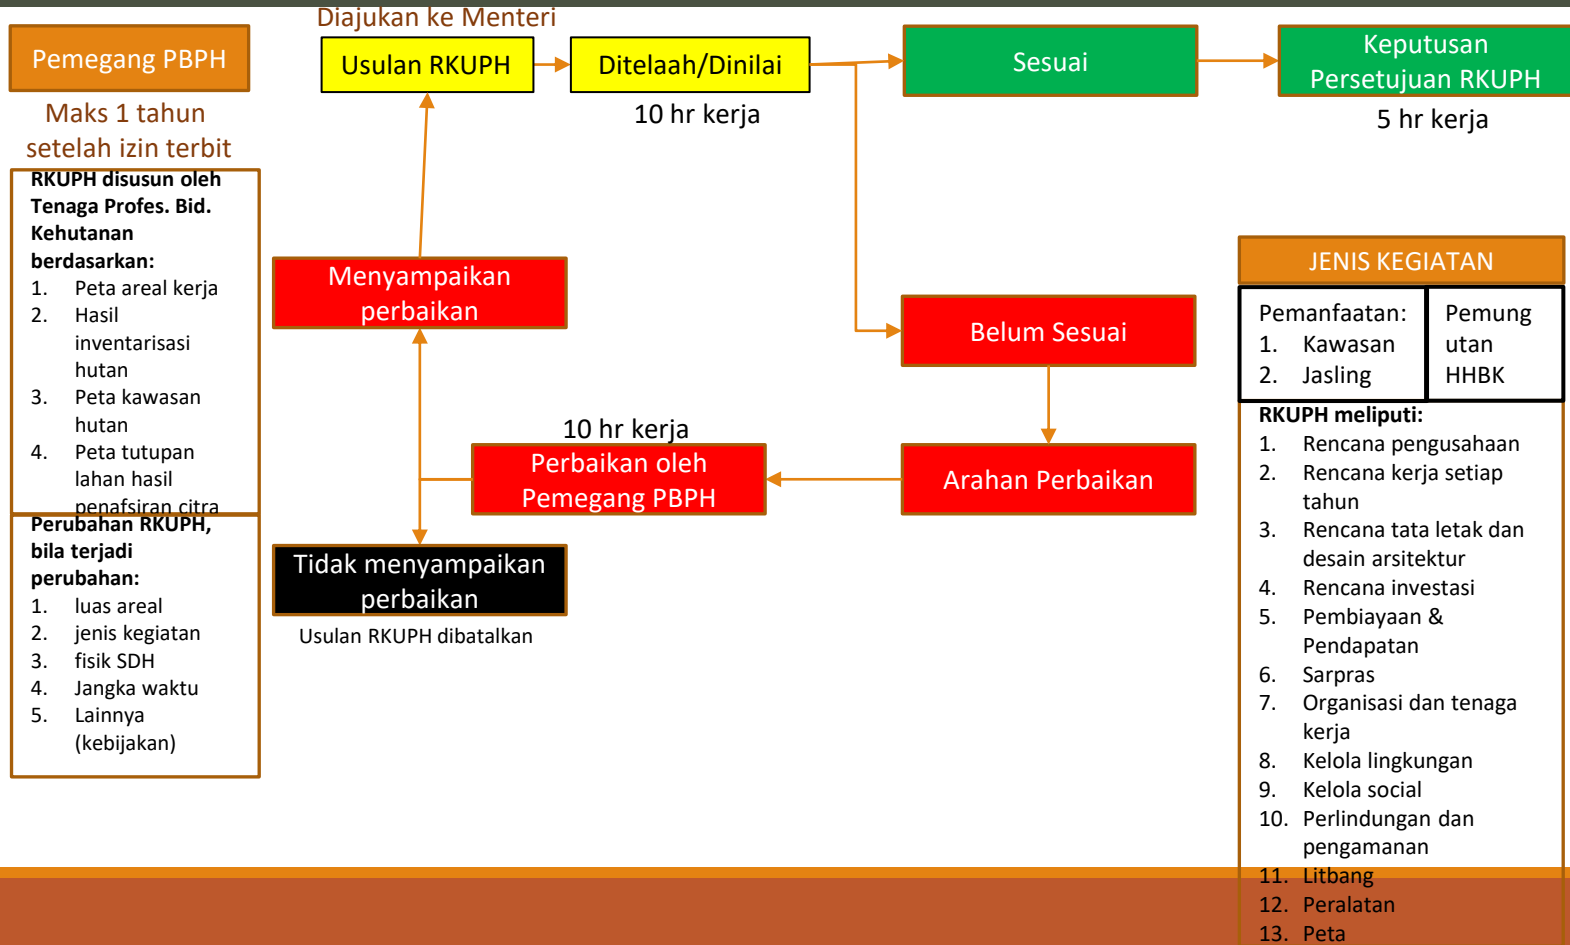 Diajukan ke Menteri
Pemegang PBPH
Maks 1 tahun
setelah izin terbit
RKUPH disusun oleh
Tenaga Profes. Bid.
Kehutanan
berdasarkan:
1. Peta areal kerja
2. Hasil
inventarisasi
hutan
3. Peta kawasan
hutan
4. Peta tutupan
lahan hasil
penafsiran citra
Perubahan RKUPH,
bila terjadi
perubahan:
1. luas areal
2. jenis kegiatan
3. fisik SDH
4. Jangka waktu
5. Lainnya
(kebijakan)
Usulan RKUPH
Ditelaah/Dinilai
10 hr kerja
Sesuai
Keputusan
Persetujuan RKUPH
5 hr kerja
Menyampaikan
perbaikan
Belum Sesuai
10 hr kerja
Perbaikan oleh
Pemegang PBPH
Arahan Perbaikan
Tidak menyampaikan
perbaikan
Usulan RKUPH dibatalkan
JENIS KEGIATAN
Pemanfaatan:
1. Kawasan
2. Jasling
Pemung
utan
HHBK
RKUPH meliputi:
1. Rencana pengusahaan
2. Rencana kerja setiap
tahun
3. Rencana tata letak dan
desain arsitektur
4. Rencana investasi
5. Pembiayaan &
Pendapatan
6. Sarpras
7. Organisasi dan tenaga
kerja
8. Kelola lingkungan
9. Kelola social
10. Perlindungan dan
pengamanan
11. Litbang
12. Peralatan
13. Peta